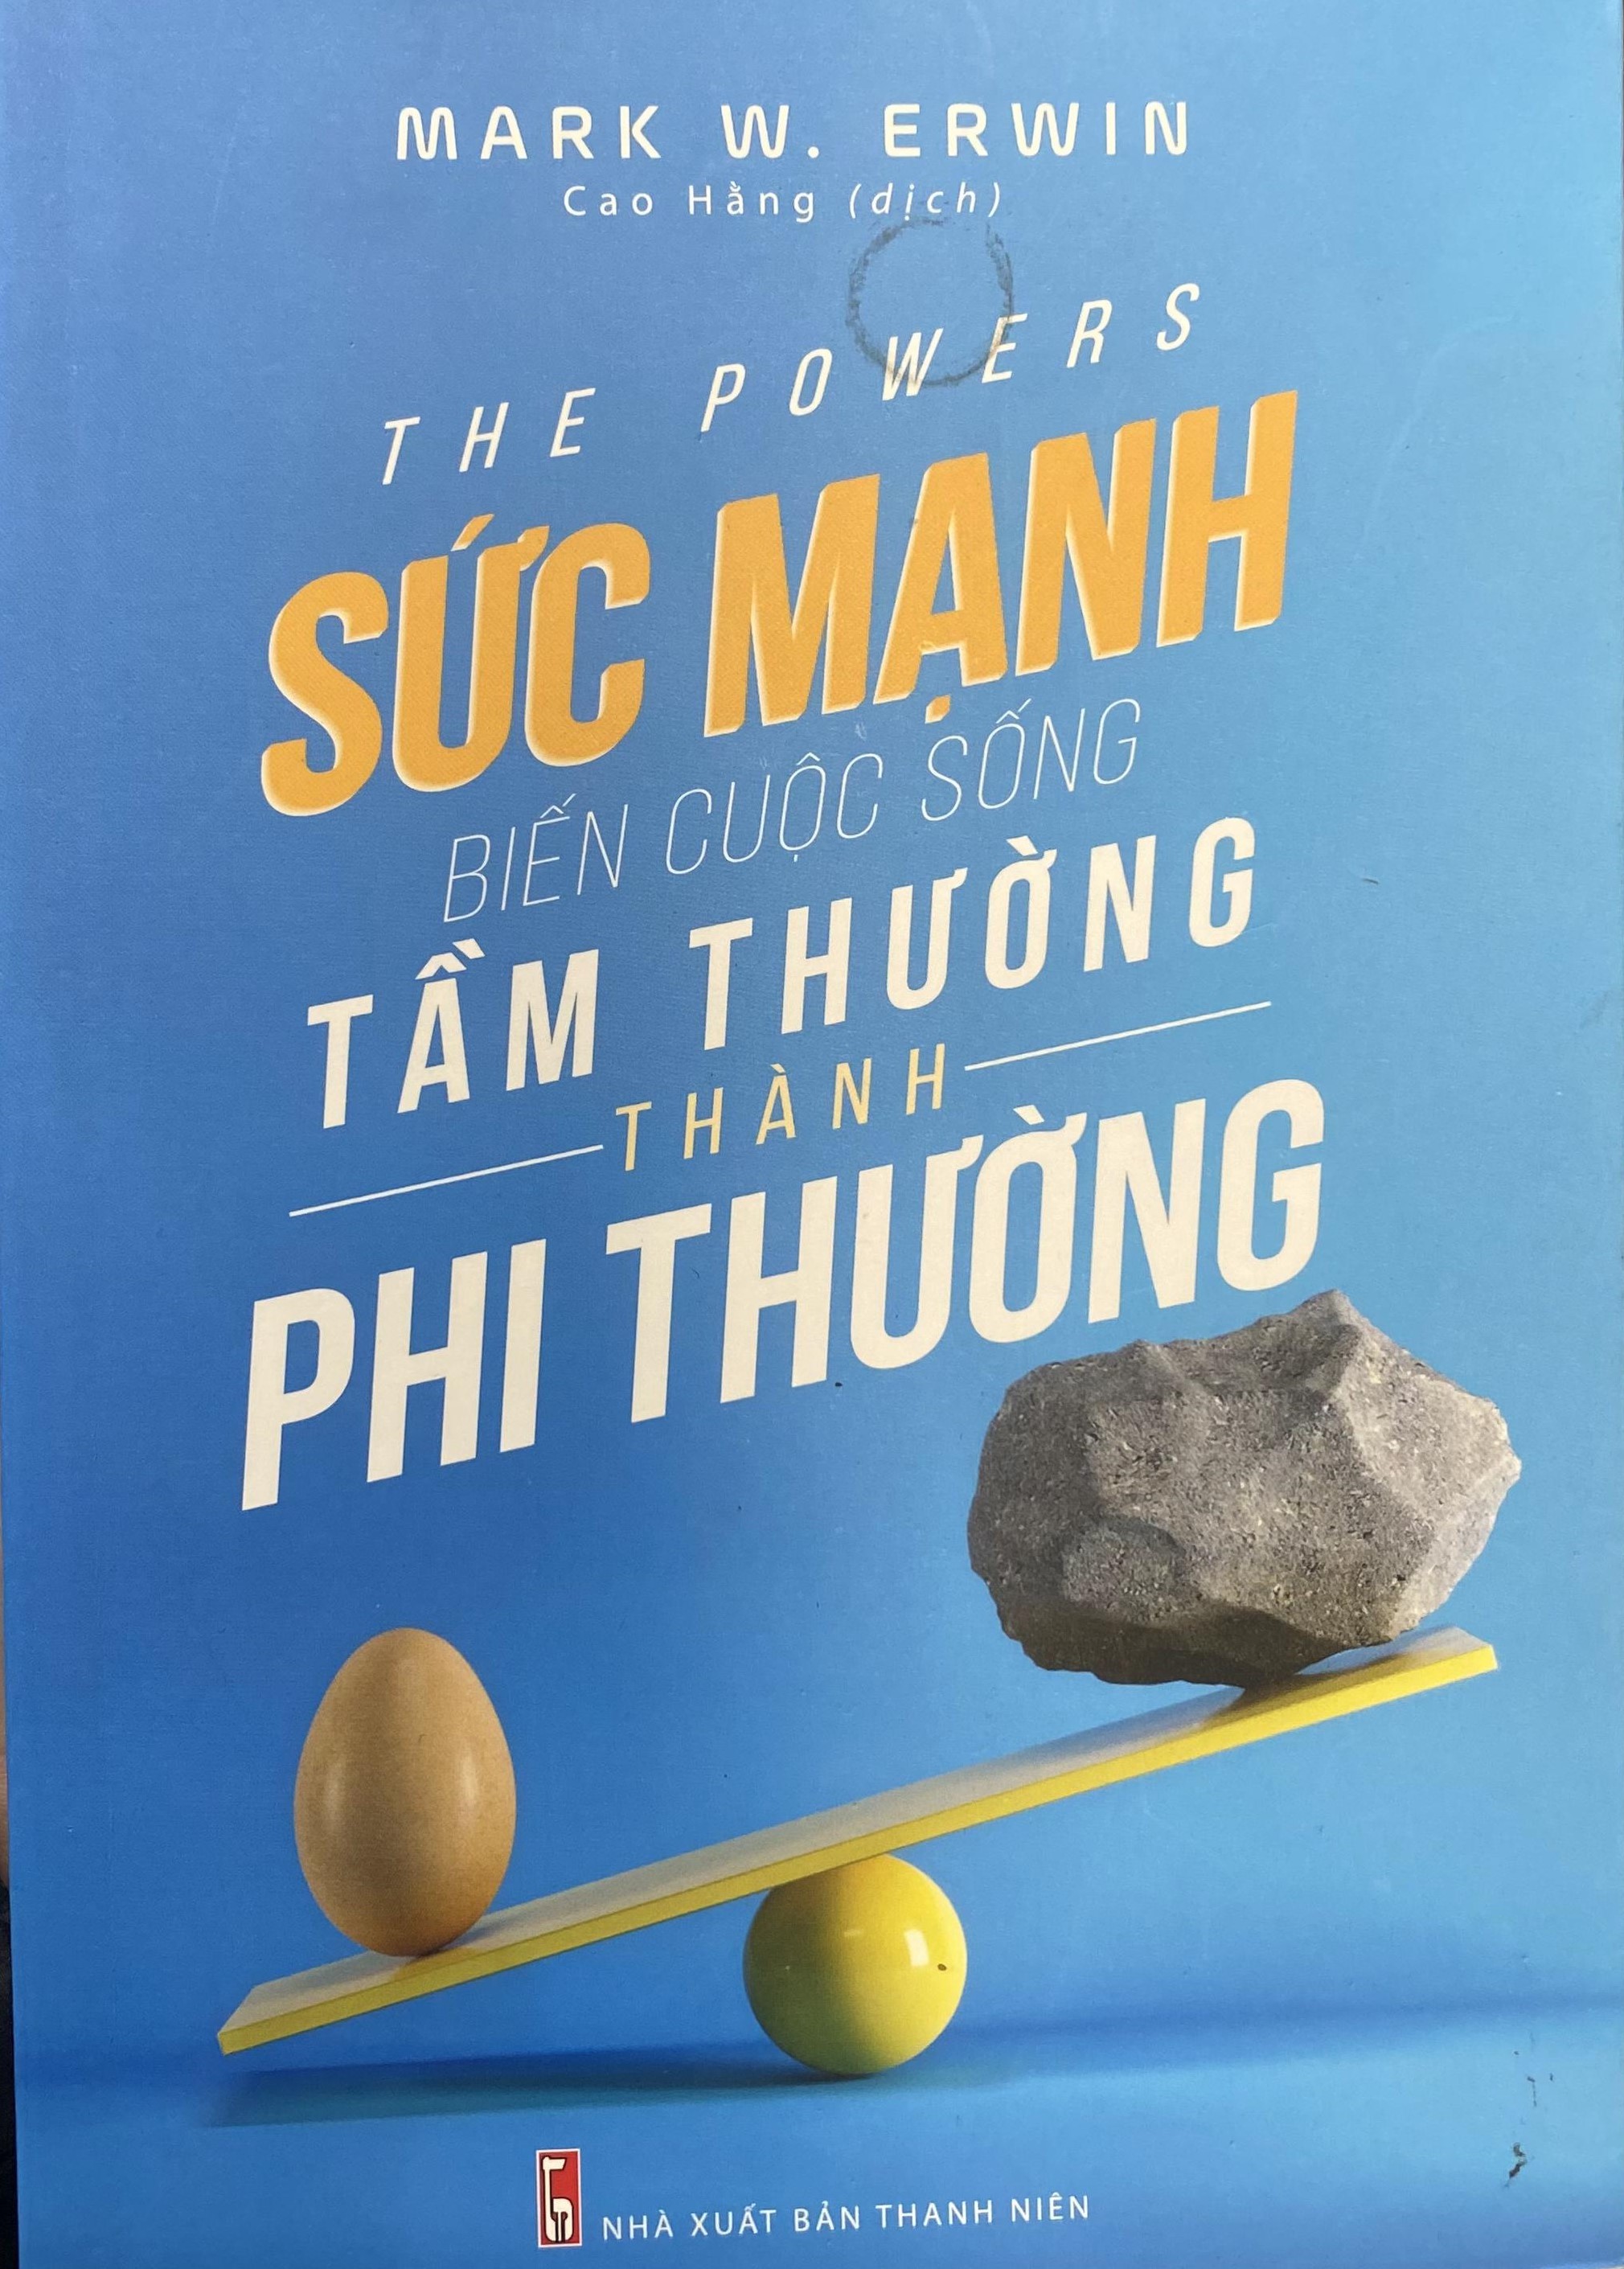 MARK W. ERWIN
Cao Hằng (dịch)
THE POWERS
SỨC MẠNH
BIẾN CUỘC SỐNG
TẦM THƯỜNG
THÀNH
PHI THƯỜNG
NHÀ XUẤT BẢN THANH NIÊN